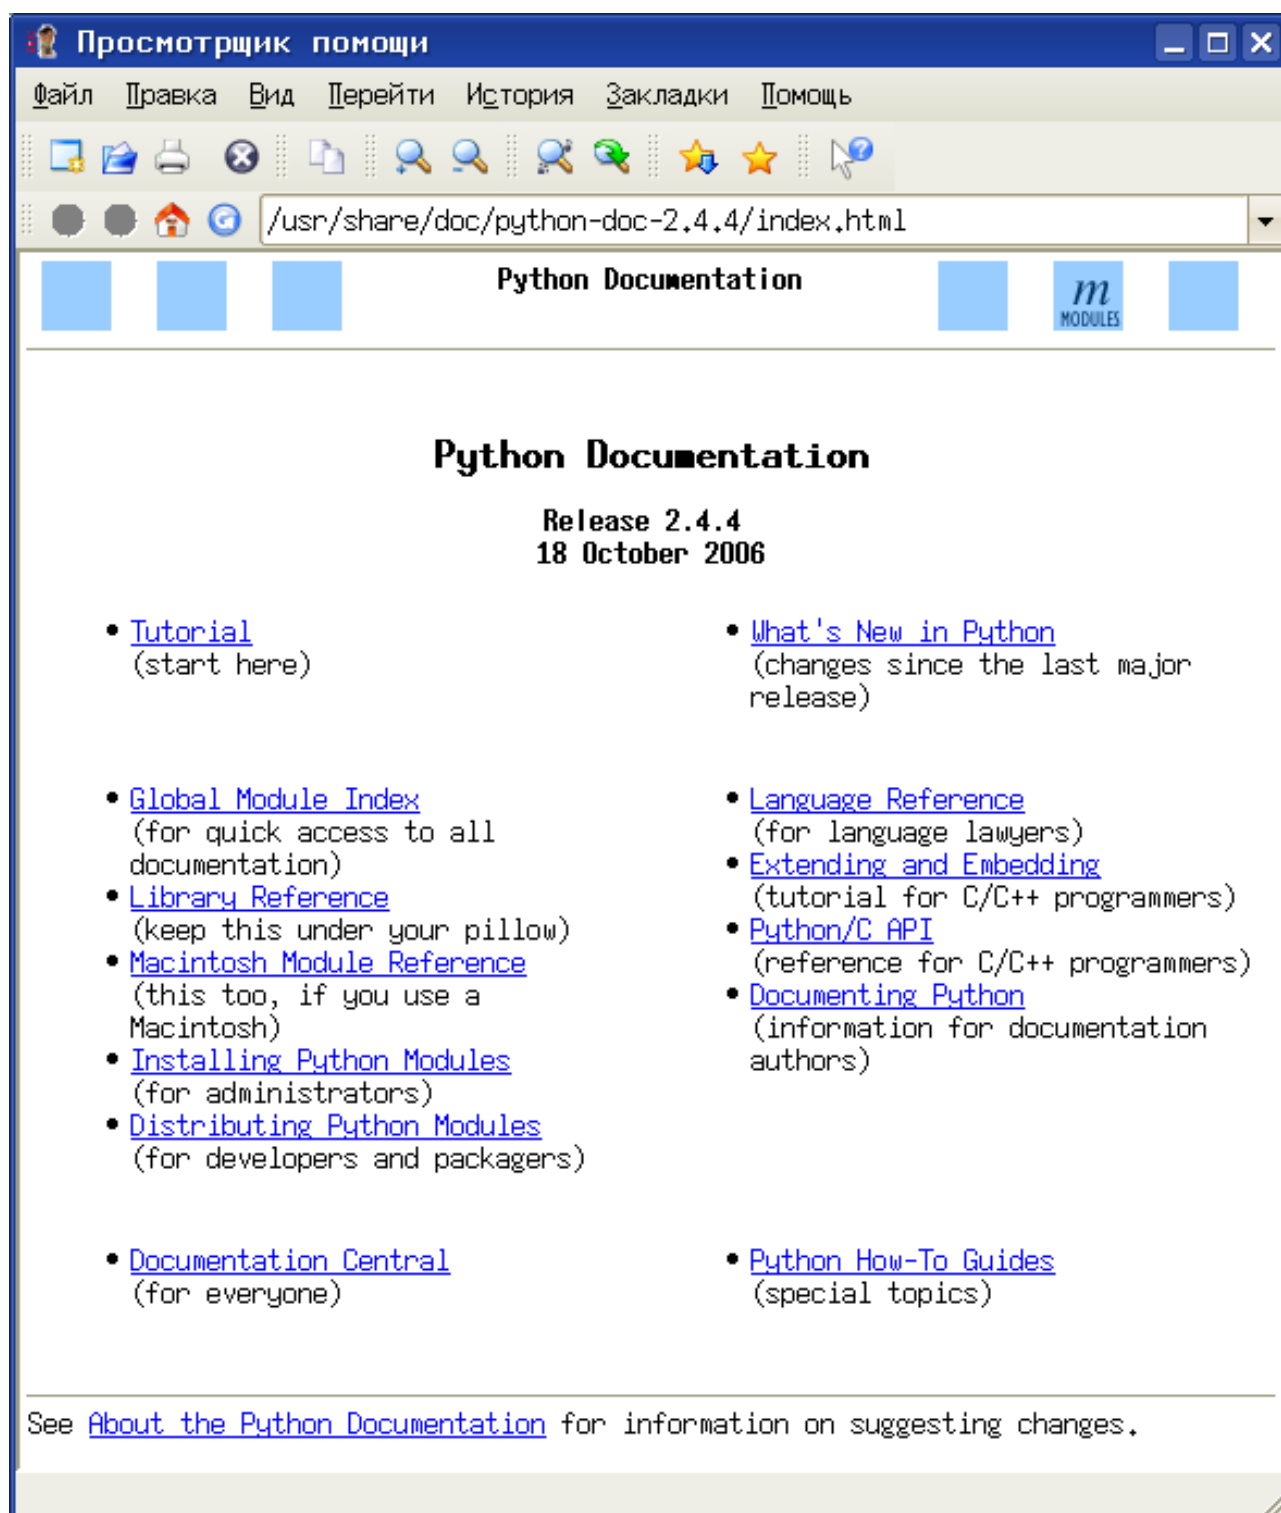 Просмотрщик помощи
Файл Правка Вид Перейти История Закладки Помощь
/usr/share/doc/python-doc-2.4.4/index.html
Python Documentation
m
MODULES
Python Documentation
Release 2.4.4
18 October 2006
Tutorial
(start here)
What's New in Python
(changes since the last major
release)
Global Module Index
(for quick access to all
documentation)
Library Reference
(keep this under your pillow)
Macintosh Module Reference
(this too, if you use a
Macintosh)
Installing Python Modules
(for administrators)
Distributing Python Modules
(for developers and packagers)
Language Reference
(for language lawyers)
Extending and Embedding
(tutorial for C/C++ programmers)
Python/C API
(reference for C/C++ programmers)
Documenting Python
(information for documentation
authors)
Documentation Central
(for everyone)
Python How-To Guides
(special topics)
See About the Python Documentation for information on suggesting changes.